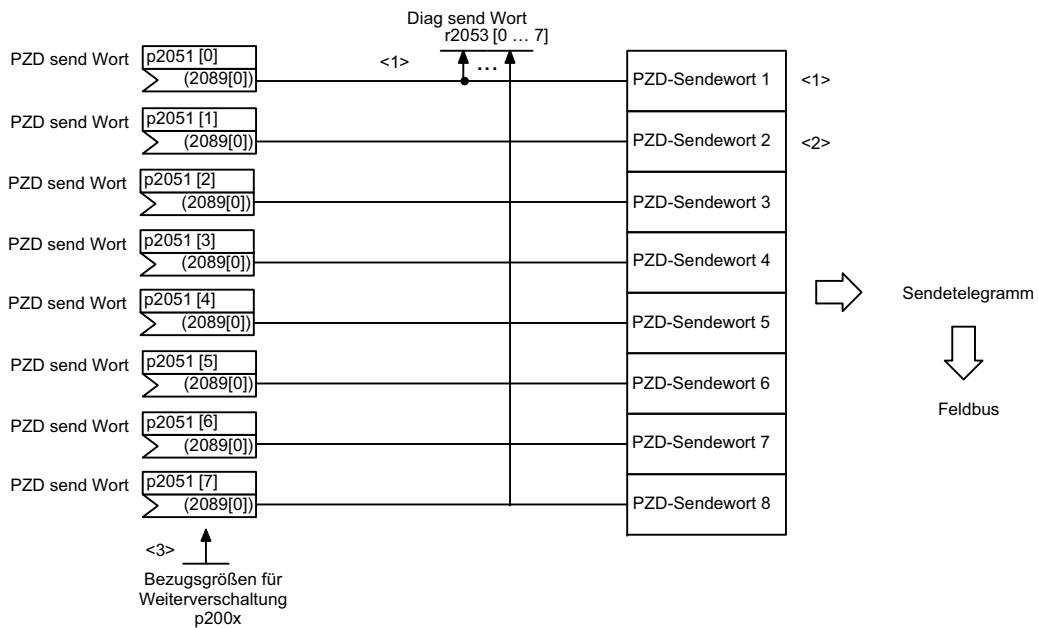 Diag send Wort
r2053 [0 … 7]
PZD send Wort
p2051 [0]
(2089[0])
<1>
...
PZD-Sendewort 1
<1>
PZD send Wort
p2051 [1]
(2089[0])
PZD-Sendewort 2
<2>
PZD send Wort
p2051 [2]
(2089[0])
PZD-Sendewort 3
PZD send Wort
p2051 [3]
(2089[0])
PZD-Sendewort 4
PZD send Wort
p2051 [4]
(2089[0])
PZD-Sendewort 5
PZD send Wort
p2051 [5]
(2089[0])
PZD-Sendewort 6
PZD send Wort
p2051 [6]
(2089[0])
PZD-Sendewort 7
PZD send Wort
p2051 [7]
(2089[0])
PZD-Sendewort 8
Sendetelegramm
Feldbus
<3>
Bezugsgrößen für
Weiterverschaltung
p200x